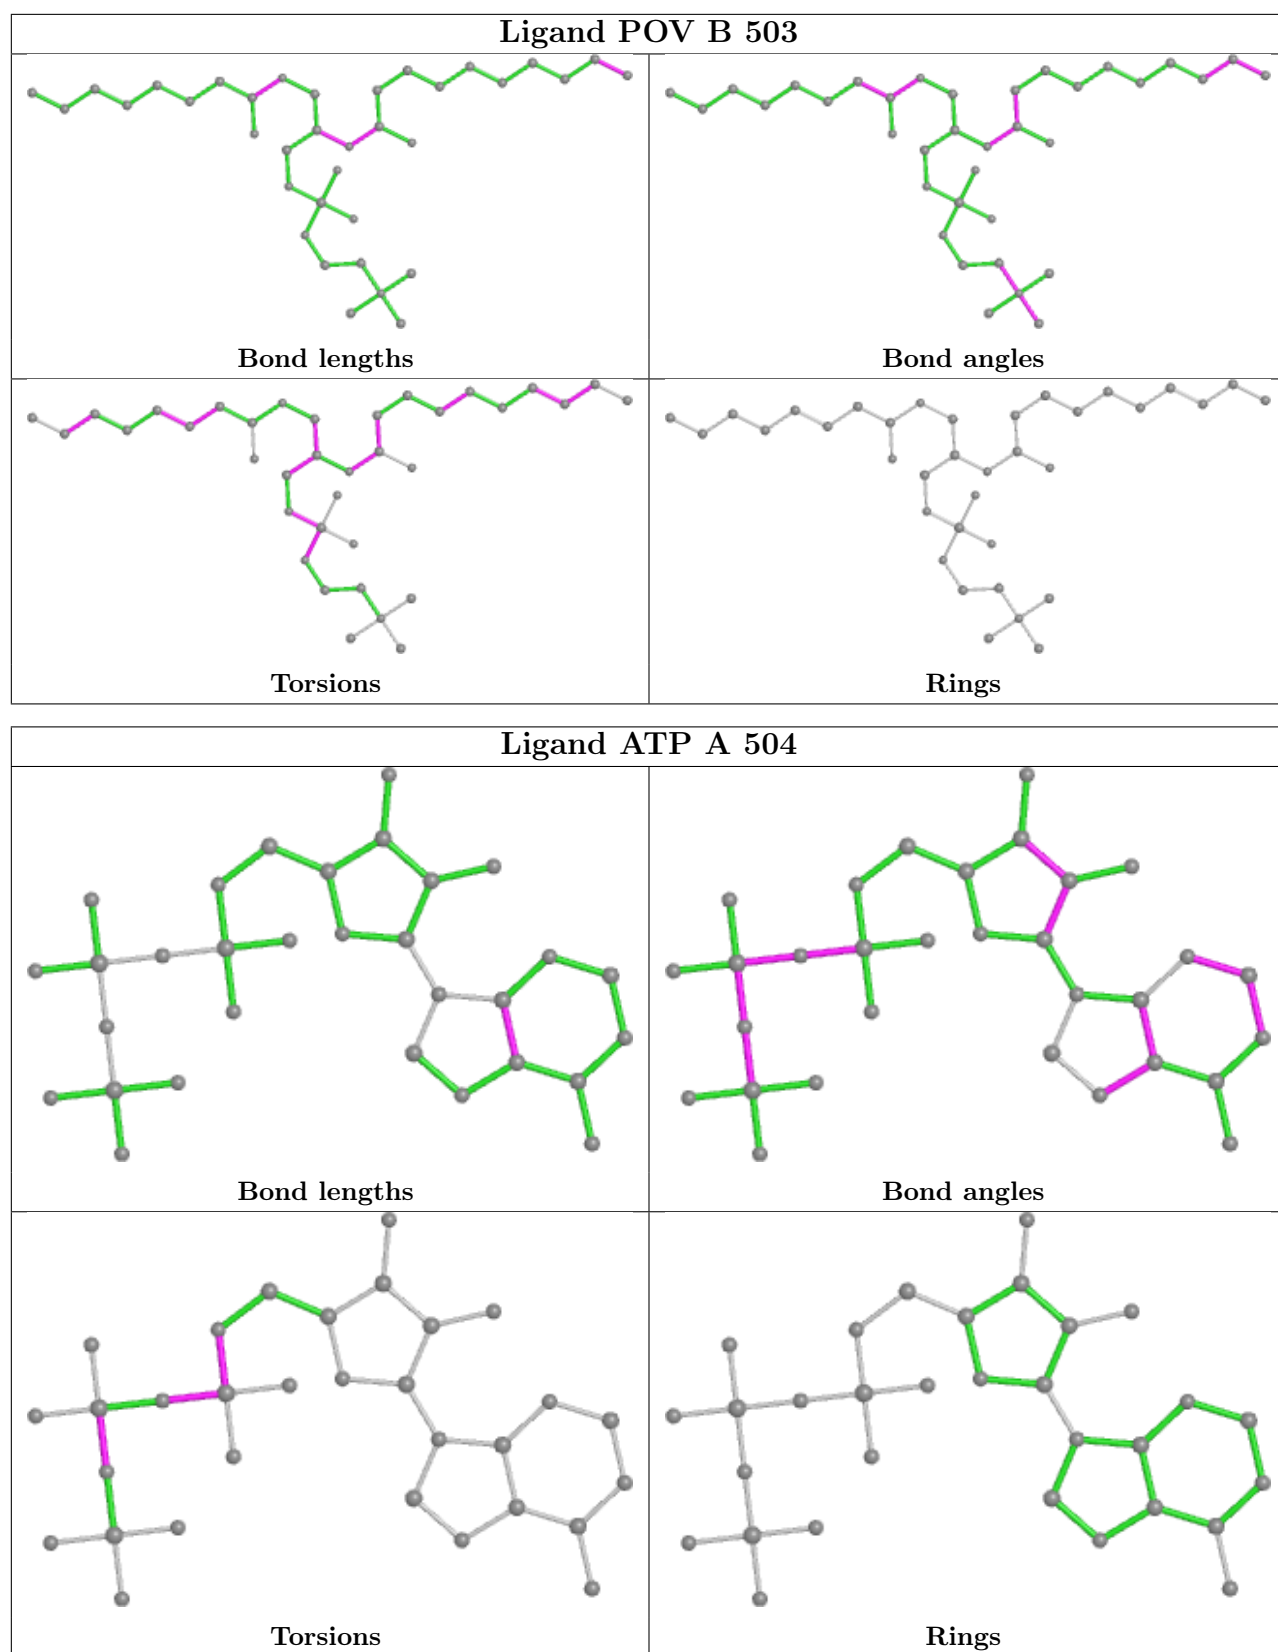 Ligand POV B 503
Bond lengths
Bond angles
Torsions
Rings
Ligand ATP A 504
Bond lengths
Bond angles
Torsions
Rings